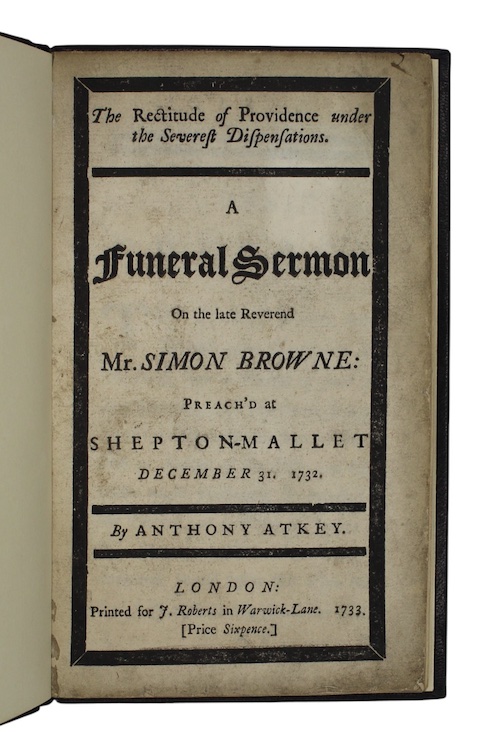 2
The Rectitude of Providence under
the Severeſt Diſpenſations.
A
Funeral Sermon
On the late Reverend
Mr. SIMON BROWNE:
PREACH'D at
SHEPTON-MALLET
DECEMBER 31. 1732.
By ANTHONY ATKEY.
LONDON:
Printed for J. Roberts in Warwick-Lane. 1733.
[Price Sixpence.]